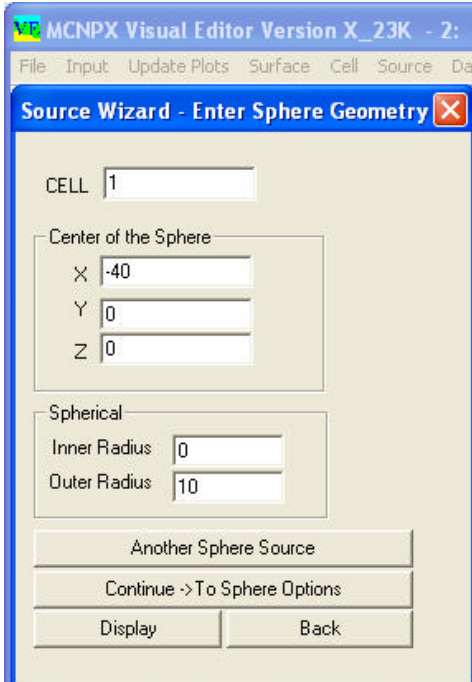 VE MCNPX Visual Editor Version X_23K - 2:
File Input Update Plots Surface Cell Source Da
Source Wizard - Enter Sphere Geometry
CELL 1
Center of the Sphere
X -40
Y 0
Z 0
Spherical
Inner Radius 0
Outer Radius 10
Another Sphere Source
Continue ->To Sphere Options
Display Back